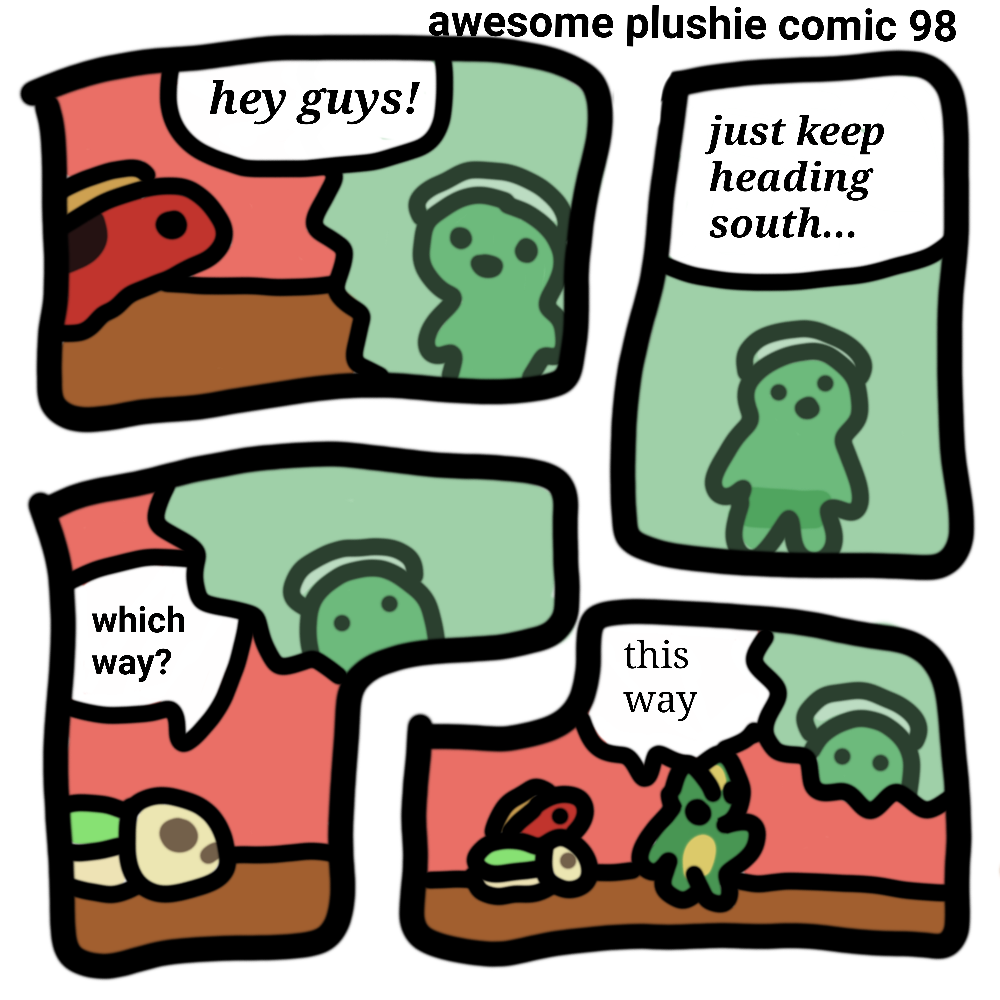 awesome plushie comic 98
hey guys!
just keep
heading
south...
which
way?
this
way